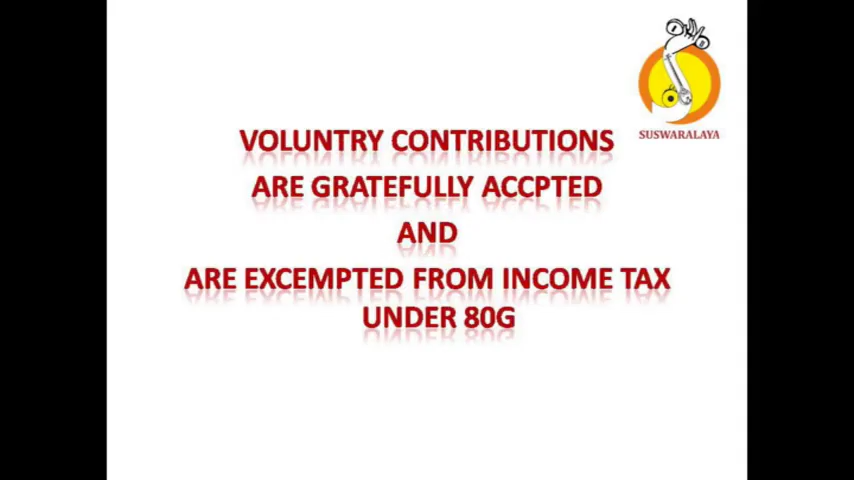 SUSWARALAYA
VOLUNTRY CONTRIBUTIONS
ARE GRATEFULLY ACCPTED
AND
ARE EXCEMPTED FROM INCOME TAX
UNDER 80G